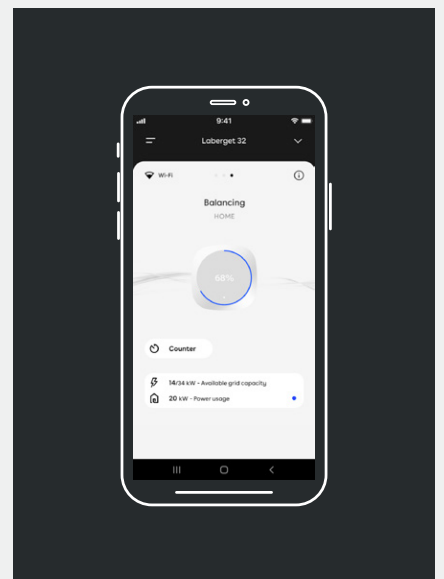 9:41
Laberget 32
Wi-Fi
Balancing
HOME
68%
Counter
14/34 kW - Available grid capacity
20 kW - Power usage